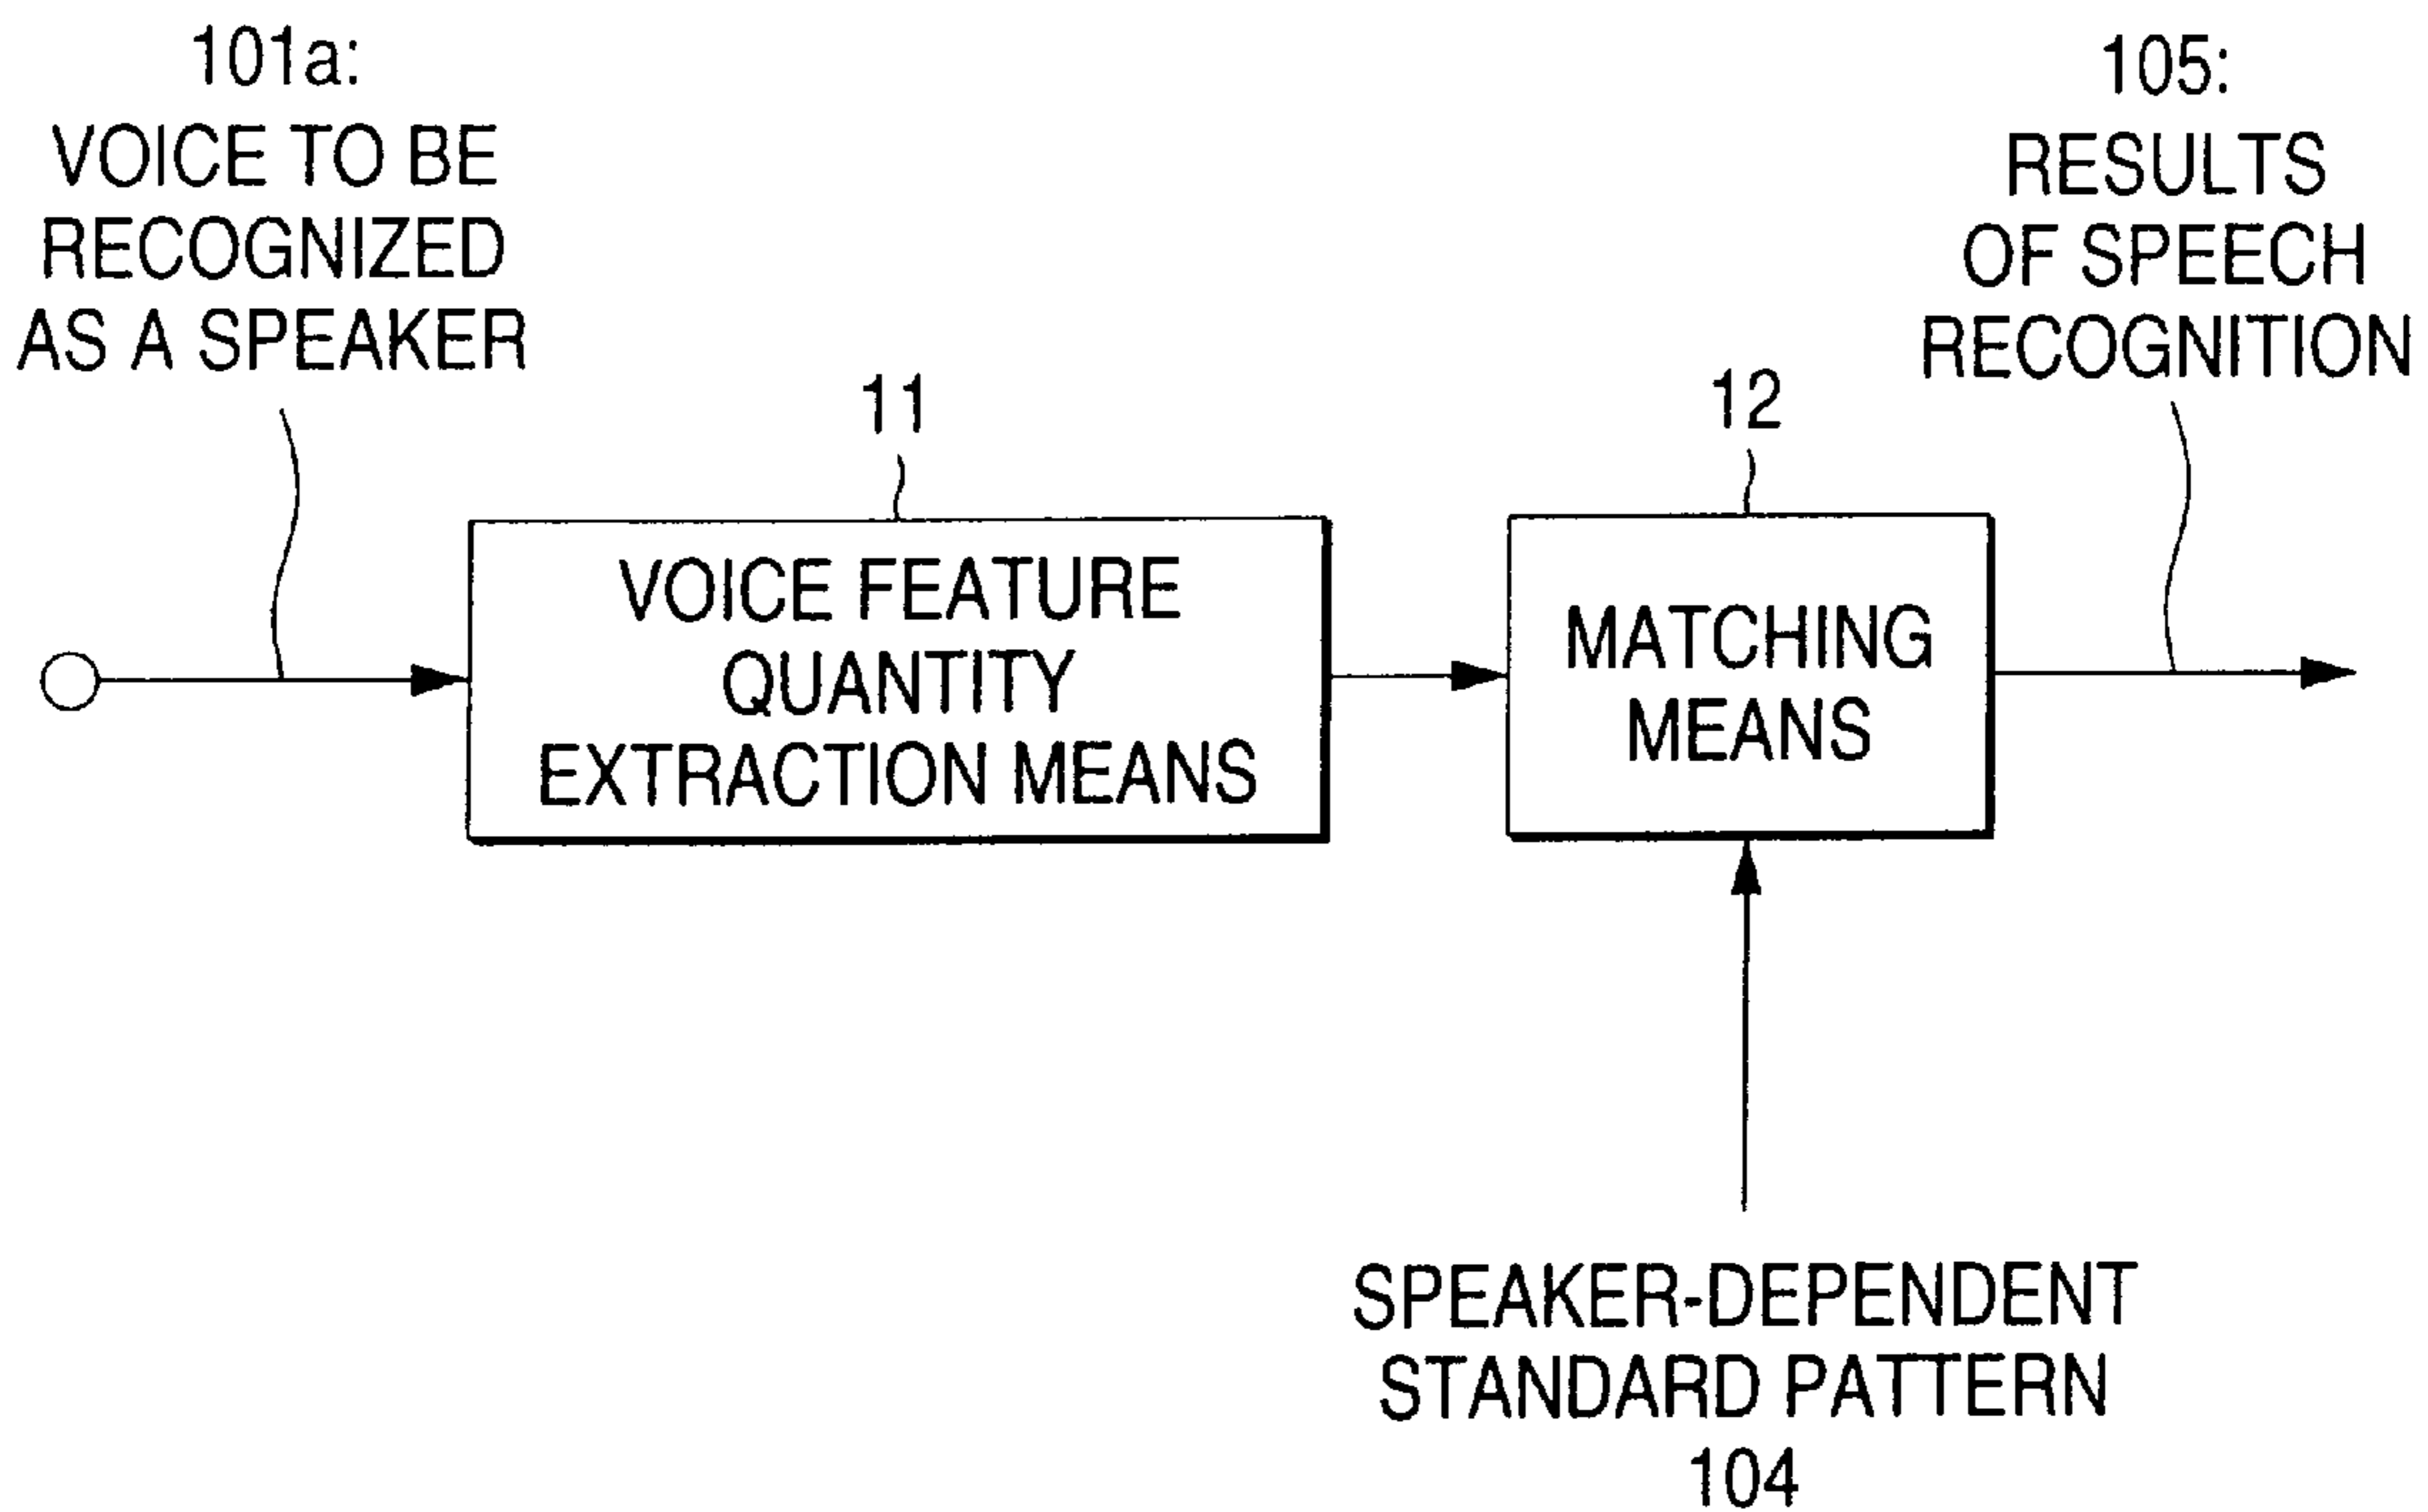 101a:
VOICE TO BE
RECOGNIZED
AS A SPEAKER
105:
RESULTS
OF SPEECH
RECOGNITION
11
12
VOICE FEATURE
QUANTITY
EXTRACTION MEANS
MATCHING
MEANS
SPEAKER-DEPENDENT
STANDARD PATTERN
104